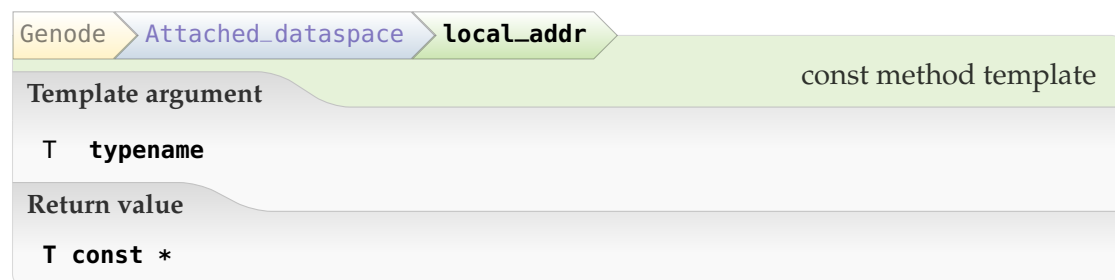 Genode Attached_dataspace local_addr
const method template
Template argument
T typename
Return value
T const *